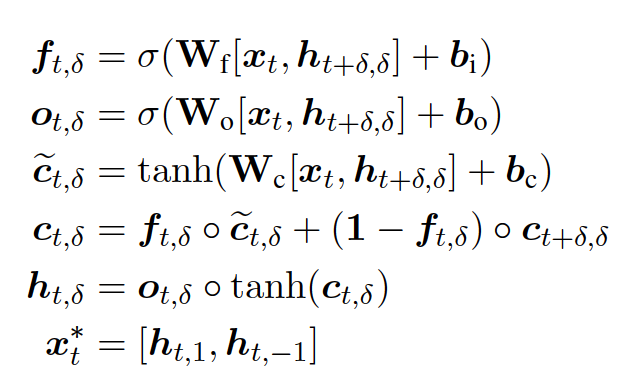 𝒇_{t,δ} = σ(𝐖_f[𝒙_t, 𝒉_{t+δ,δ}] + 𝒃_i)
𝒐_{t,δ} = σ(𝐖_o[𝒙_t, 𝒉_{t+δ,δ}] + 𝒃_o)
𝒄̃_{t,δ} = tanh(𝐖_c[𝒙_t, 𝒉_{t+δ,δ}] + 𝒃_c)
𝒄_{t,δ} = 𝒇_{t,δ} ∘ 𝒄̃_{t,δ} + (𝟏 − 𝒇_{t,δ}) ∘ 𝒄_{t+δ,δ}
𝒉_{t,δ} = 𝒐_{t,δ} ∘ tanh(𝒄_{t,δ})
𝒙_t^* = [𝒉_{t,1}, 𝒉_{t,−1}]